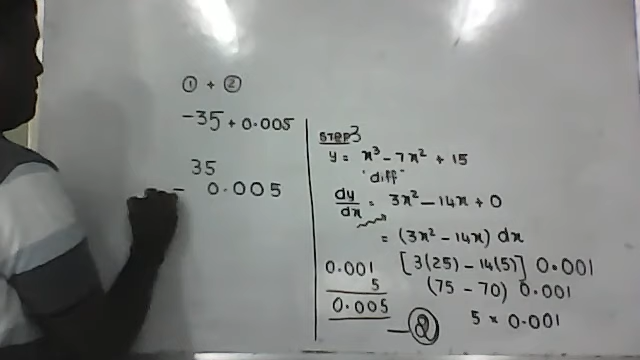 ① + ②
-35 + 0.005
35
- 0.005
STEP 3
y = x³ - 7x² + 15
"diff"
dy/dx = 3x² - 14x + 0
= (3x² - 14x) dx
[3(25) - 14(5)] 0.001
(75 - 70) 0.001
5 × 0.001
0.001
5
0.005
— ②